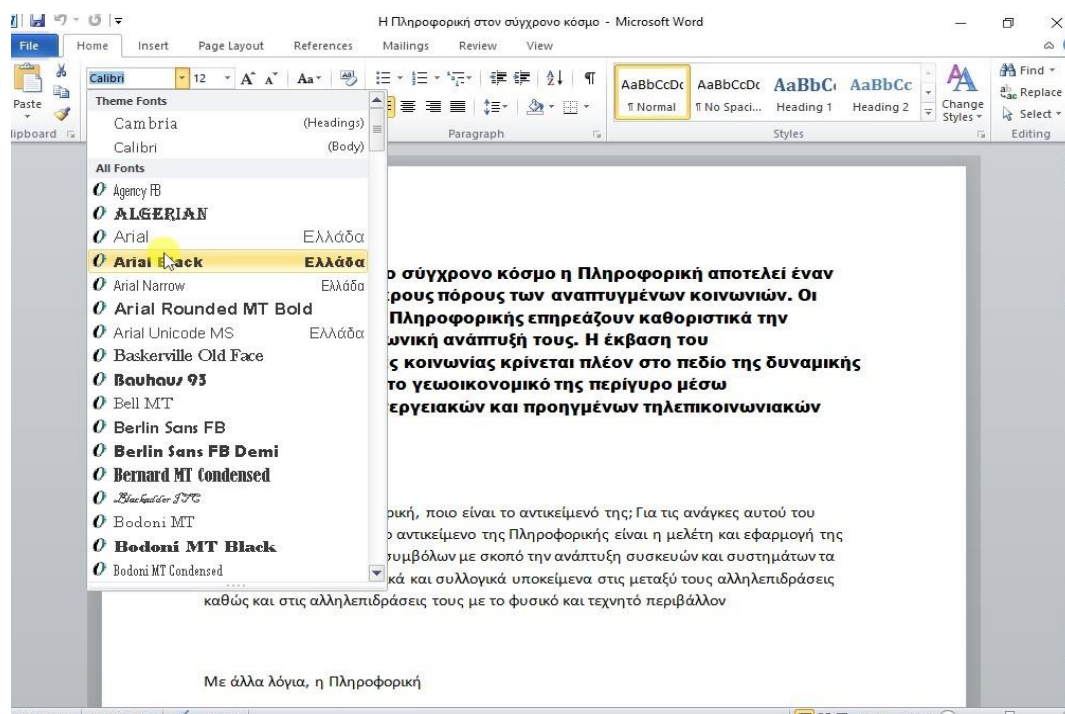 Η Πληροφορική στον σύγχρονο κόσμο - Microsoft Word
File Home Insert Page Layout References Mailings Review View
Calibri 12 A A Aa
AaBbCcDc AaBbCcDc AaBbC AaBbCc A
Paste
¶ Normal ¶ No Spaci... Heading 1 Heading 2 Change Styles
Find
Replace
Select
lipboard Paragraph Styles Editing
Theme Fonts
Cambria (Headings)
Calibri (Body)
All Fonts
Agency FB
ALGERIAN
Arial Ελλάδα
Arial Black Ελλάδα
Arial Narrow Ελλάδα
Arial Rounded MT Bold
Arial Unicode MS Ελλάδα
Baskerville Old Face
Bauhaus 93
Bell MT
Berlin Sans FB
Berlin Sans FB Demi
Bernard MT Condensed
Blackadder ITC
Bodoni MT
Bodoni MT Black
Bodoni MT Condensed
ο σύγχρονο κόσμο η Πληροφορική αποτελεί έναν
ρους πόρους των αναπτυγμένων κοινωνιών. Οι
Πληροφορικής επηρεάζουν καθοριστικά την
ωνική ανάπτυξή τους. Η έκβαση του
ς κοινωνίας κρίνεται πλέον στο πεδίο της δυναμικής
το γεωοικονομικό της περίγυρο μέσω
εργειακών και προηγμένων τηλεπικοινωνιακών
ρική, ποιο είναι το αντικείμενό της; Για τις ανάγκες αυτού του
ο αντικείμενο της Πληροφορικής είναι η μελέτη και εφαρμογή της
συμβόλων με σκοπό την ανάπτυξη συσκευών και συστημάτων τα
κά και συλλογικά υποκείμενα στις μεταξύ τους αλληλεπιδράσεις
καθώς και στις αλληλεπιδράσεις τους με το φυσικό και τεχνητό περιβάλλον
Με άλλα λόγια, η Πληροφορική